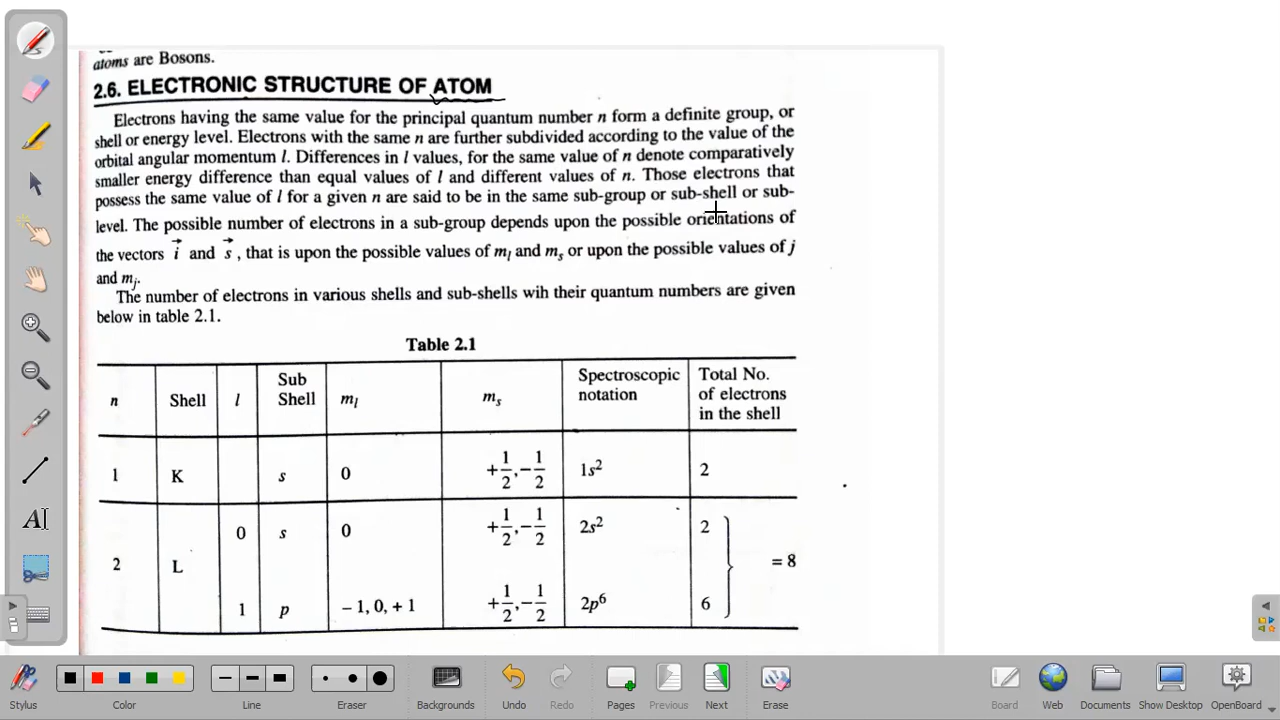 atoms are Bosons.
2.6. ELECTRONIC STRUCTURE OF ATOM
Electrons having the same value for the principal quantum number n form a definite group, or
shell or energy level. Electrons with the same n are further subdivided according to the value of the
orbital angular momentum l. Differences in l values, for the same value of n denote comparatively
smaller energy difference than equal values of l and different values of n. Those electrons that
possess the same value of l for a given n are said to be in the same sub-group or sub-shell or sub-
level. The possible number of electrons in a sub-group depends upon the possible orientations of
the vectors i⃗ and s⃗, that is upon the possible values of mₗ and mₛ or upon the possible values of j
and mⱼ.
The number of electrons in various shells and sub-shells wih their quantum numbers are given
below in table 2.1.
Table 2.1
n Shell l Sub Shell mₗ mₛ Spectroscopic notation Total No. of electrons in the shell
1 K s 0 +1/2, −1/2 1s² 2
0 s 0 +1/2, −1/2 2s² 2
2 L = 8
1 p − 1, 0, + 1 +1/2, −1/2 2p⁶ 6
Stylus Color Line Eraser Backgrounds Undo Redo Pages Previous Next Erase Board Web Documents Show Desktop OpenBoard